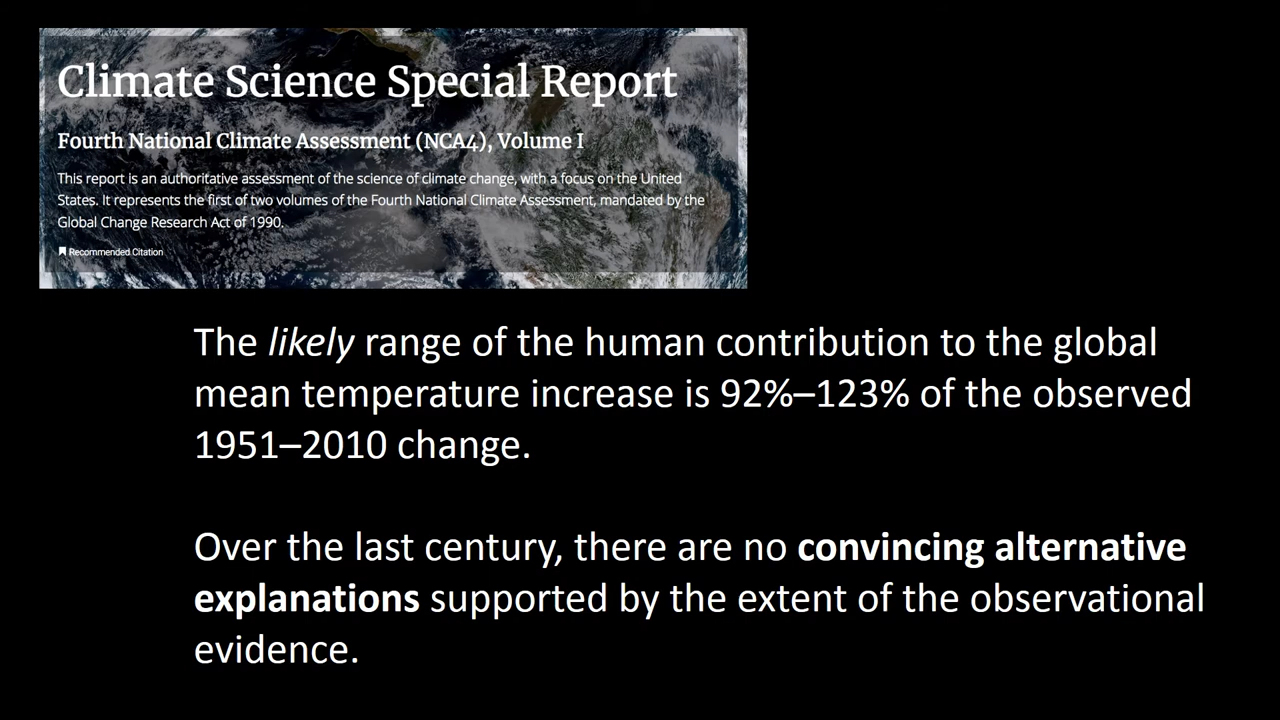 Climate Science Special Report
Fourth National Climate Assessment (NCA4), Volume I
This report is an authoritative assessment of the science of climate change, with a focus on the United
States. It represents the first of two volumes of the Fourth National Climate Assessment, mandated by the
Global Change Research Act of 1990.
Recommended Citation
The likely range of the human contribution to the global
mean temperature increase is 92%–123% of the observed
1951–2010 change.
Over the last century, there are no convincing alternative
explanations supported by the extent of the observational
evidence.